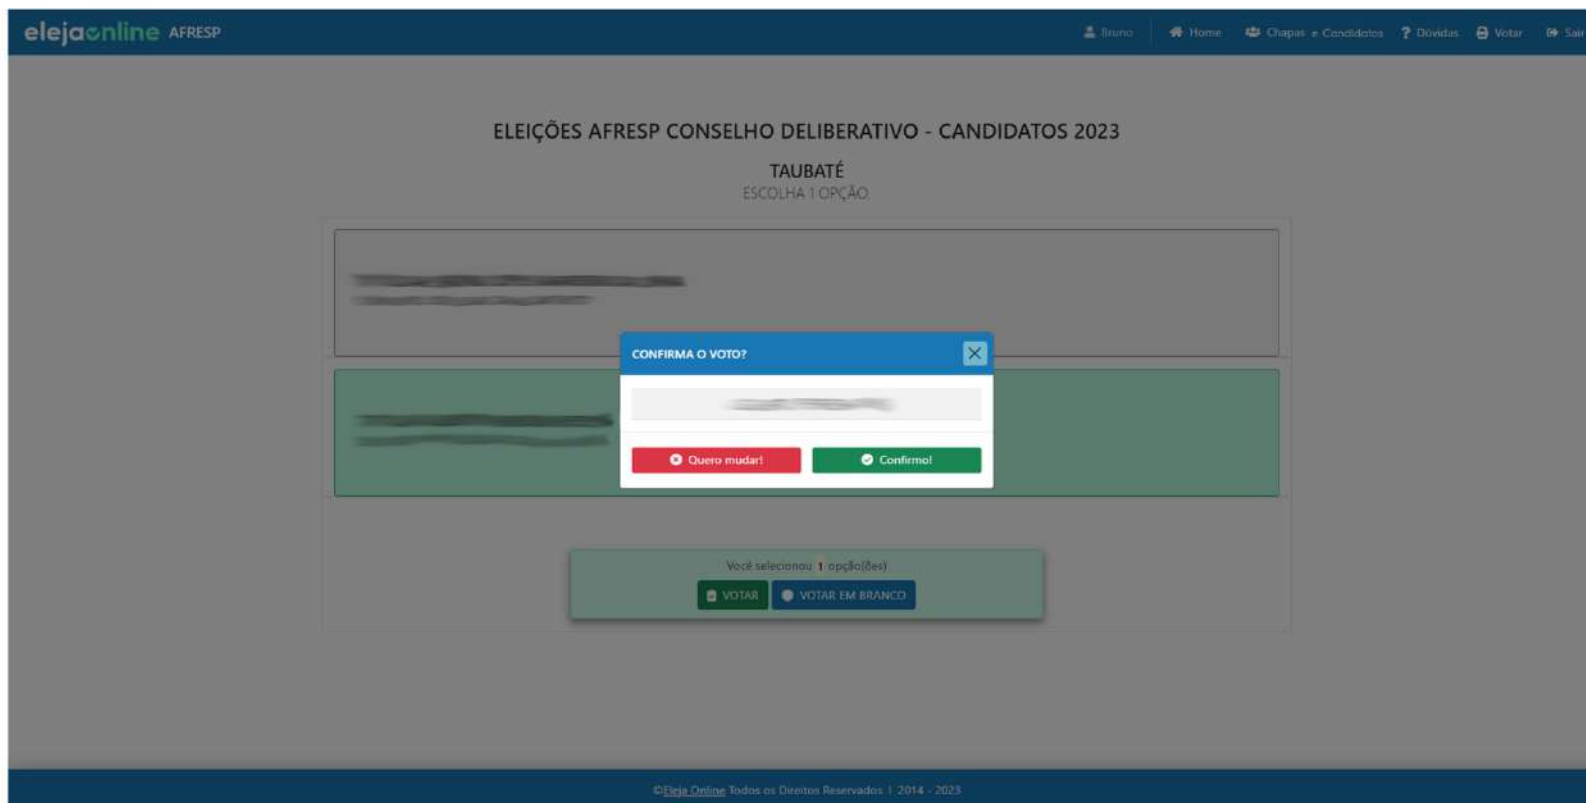 elejaonline AFRESP
Bruno Home Chapas e Candidatos ? Dúvidas Votar Sair
ELEIÇÕES AFRESP CONSELHO DELIBERATIVO - CANDIDATOS 2023
TAUBATÉ
ESCOLHA 1 OPÇÃO.
CONFIRMA O VOTO?
Quero mudar! Confirmo!
Você selecionou 1 opção(ões)
VOTAR VOTAR EM BRANCO
©Eleja Online Todos os Direitos Reservados | 2014 - 2023